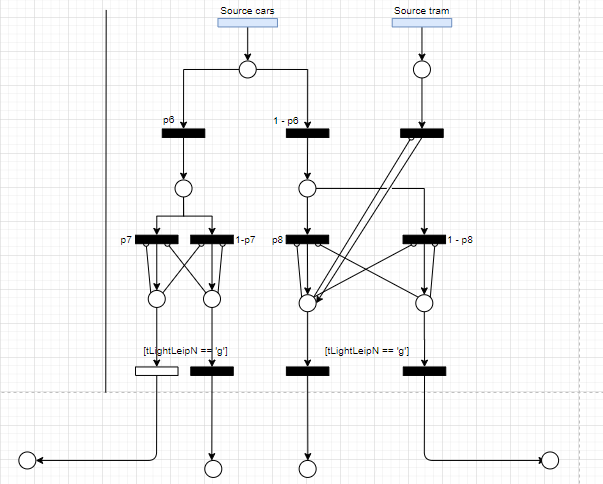 Source cars
Source tram
p6
1 - p6
p7
1-p7
p8
1 - p8
[tLightLeipN == 'g']
[tLightLeipN == 'g']